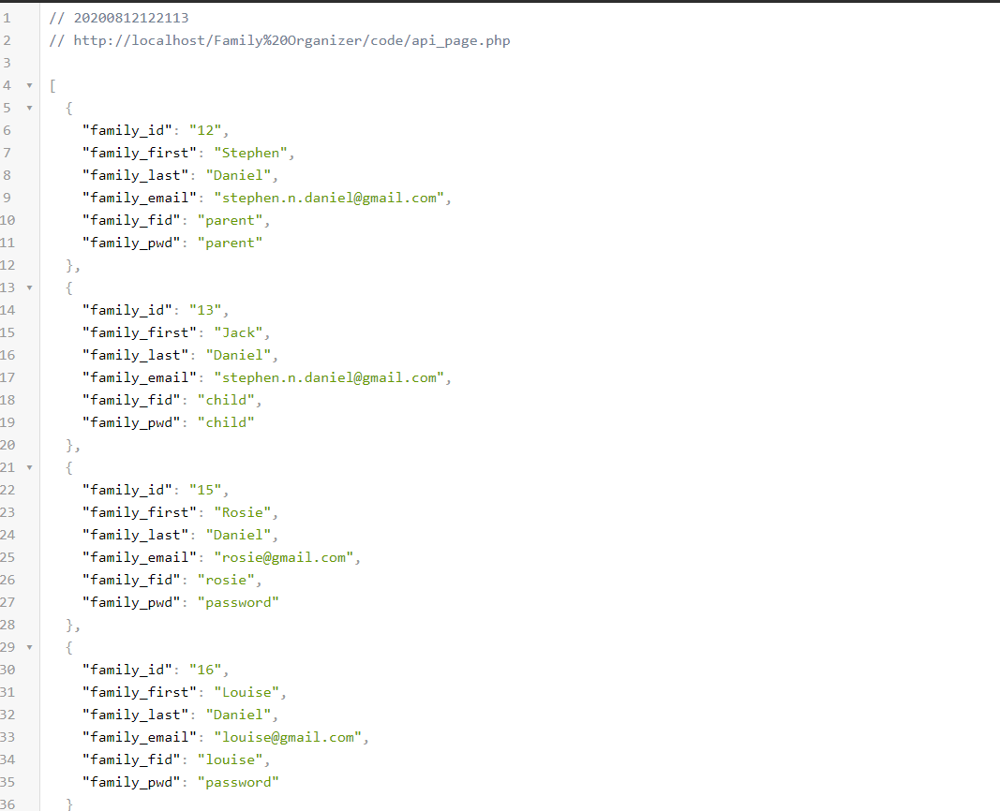 1 // 20200812122113
2 // http://localhost/Family%20Organizer/code/api_page.php
3
4 ▾ [
5 ▾ {
6 "family_id": "12",
7 "family_first": "Stephen",
8 "family_last": "Daniel",
9 "family_email": "stephen.n.daniel@gmail.com",
10 "family_fid": "parent",
11 "family_pwd": "parent"
12 },
13 ▾ {
14 "family_id": "13",
15 "family_first": "Jack",
16 "family_last": "Daniel",
17 "family_email": "stephen.n.daniel@gmail.com",
18 "family_fid": "child",
19 "family_pwd": "child"
20 },
21 ▾ {
22 "family_id": "15",
23 "family_first": "Rosie",
24 "family_last": "Daniel",
25 "family_email": "rosie@gmail.com",
26 "family_fid": "rosie",
27 "family_pwd": "password"
28 },
29 ▾ {
30 "family_id": "16",
31 "family_first": "Louise",
32 "family_last": "Daniel",
33 "family_email": "louise@gmail.com",
34 "family_fid": "louise",
35 "family_pwd": "password"
36 }